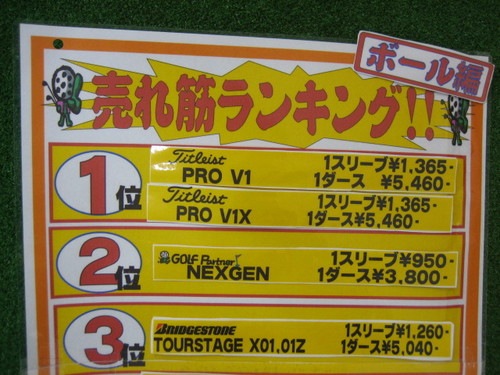 ボール編
売れ筋ランキング!!
1位
Titleist 1スリーブ¥1,365-
PRO V1 1ダース ¥5,460-
Titleist 1スリーブ¥1,365-
PRO V1X 1ダース¥5,460-
2位
GOLF Partner 1スリーブ¥950-
NEXGEN 1ダース¥3,800-
3位
BRIDGESTONE 1スリーブ¥1,260-
TOURSTAGE X01.01Z 1ダース¥5,040-